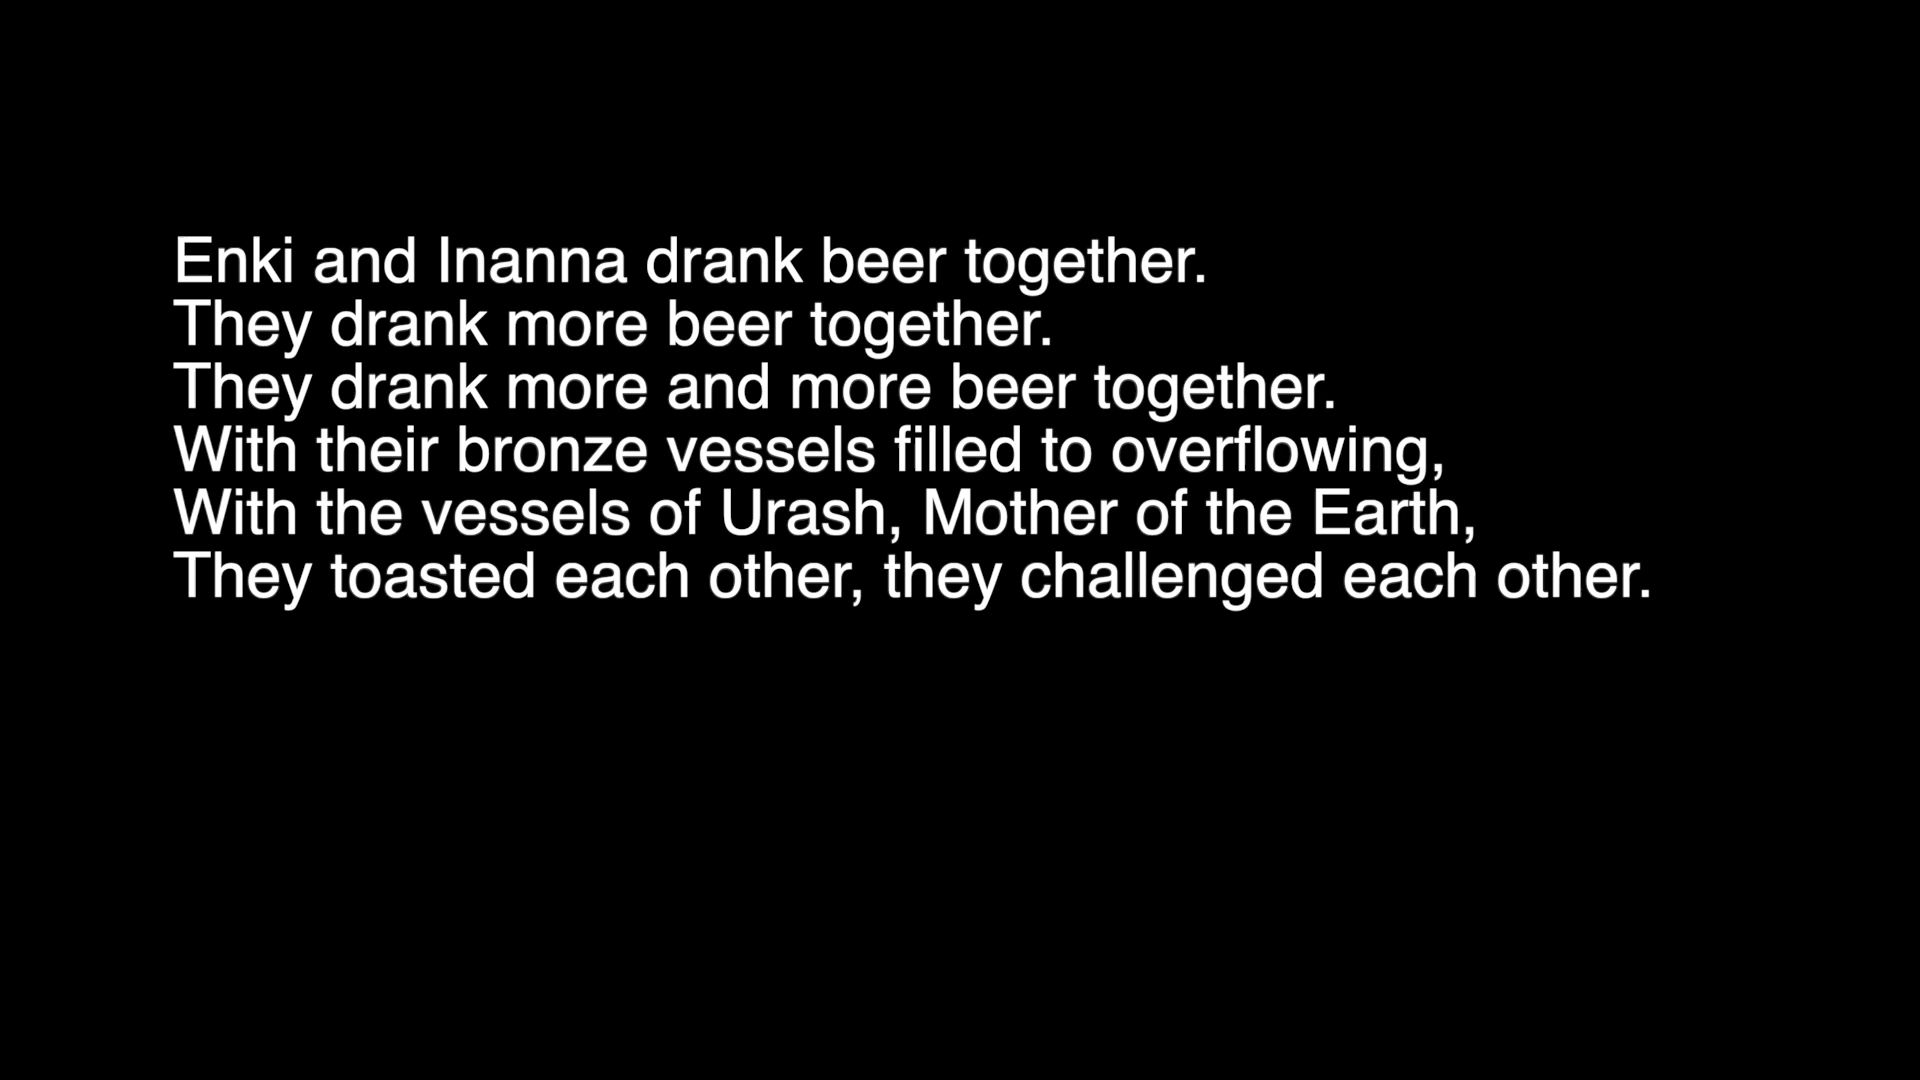 Enki and Inanna drank beer together.
They drank more beer together.
They drank more and more beer together.
With their bronze vessels filled to overflowing,
With the vessels of Urash, Mother of the Earth,
They toasted each other, they challenged each other.